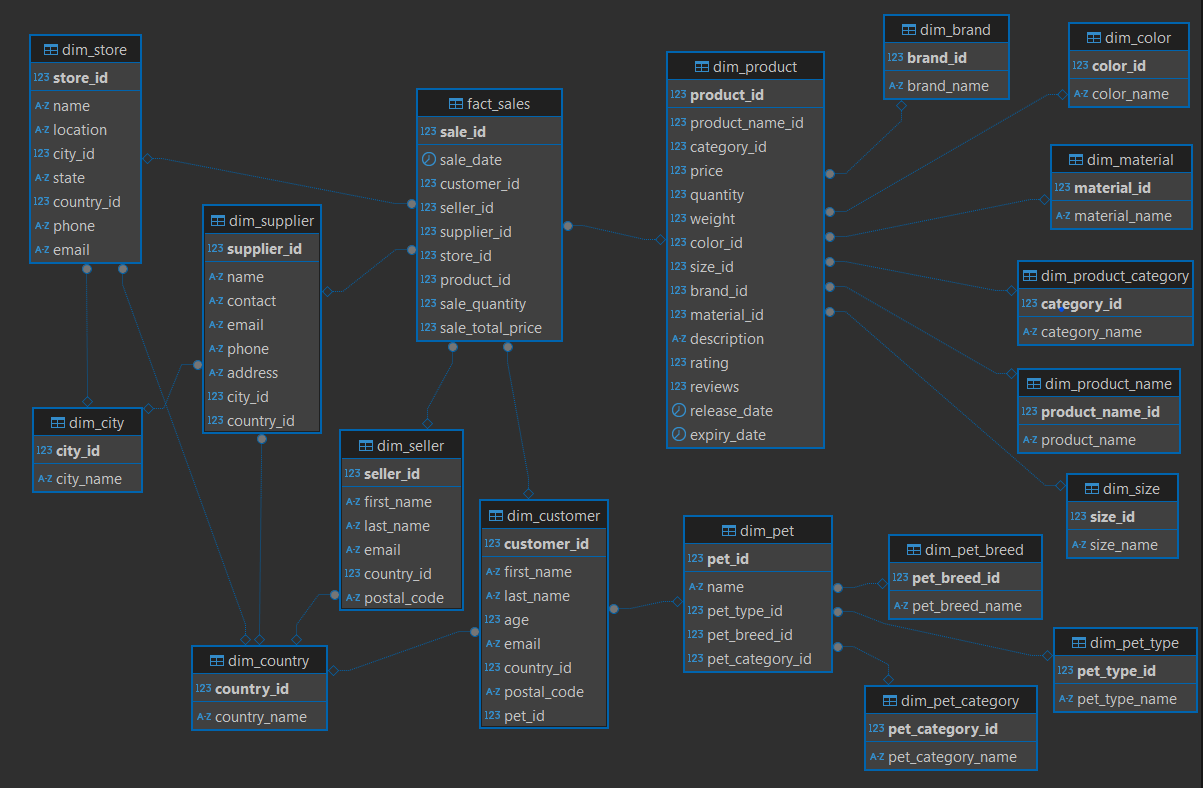 dim_store
123 store_id
A-Z name
A-Z location
123 city_id
A-Z state
123 country_id
A-Z phone
A-Z email
dim_supplier
123 supplier_id
A-Z name
A-Z contact
A-Z email
A-Z phone
A-Z address
123 city_id
123 country_id
dim_city
123 city_id
A-Z city_name
fact_sales
123 sale_id
sale_date
123 customer_id
123 seller_id
123 supplier_id
123 store_id
123 product_id
123 sale_quantity
123 sale_total_price
dim_seller
123 seller_id
A-Z first_name
A-Z last_name
A-Z email
123 country_id
A-Z postal_code
dim_customer
123 customer_id
A-Z first_name
A-Z last_name
123 age
A-Z email
123 country_id
A-Z postal_code
123 pet_id
dim_country
123 country_id
A-Z country_name
dim_product
123 product_id
123 product_name_id
123 category_id
123 price
123 quantity
123 weight
123 color_id
123 size_id
123 brand_id
123 material_id
A-Z description
123 rating
123 reviews
release_date
expiry_date
dim_brand
123 brand_id
A-Z brand_name
dim_color
123 color_id
A-Z color_name
dim_material
123 material_id
A-Z material_name
dim_product_category
123 category_id
A-Z category_name
dim_product_name
123 product_name_id
A-Z product_name
dim_size
123 size_id
A-Z size_name
dim_pet
123 pet_id
A-Z name
123 pet_type_id
123 pet_breed_id
123 pet_category_id
dim_pet_breed
123 pet_breed_id
A-Z pet_breed_name
dim_pet_type
123 pet_type_id
A-Z pet_type_name
dim_pet_category
123 pet_category_id
A-Z pet_category_name